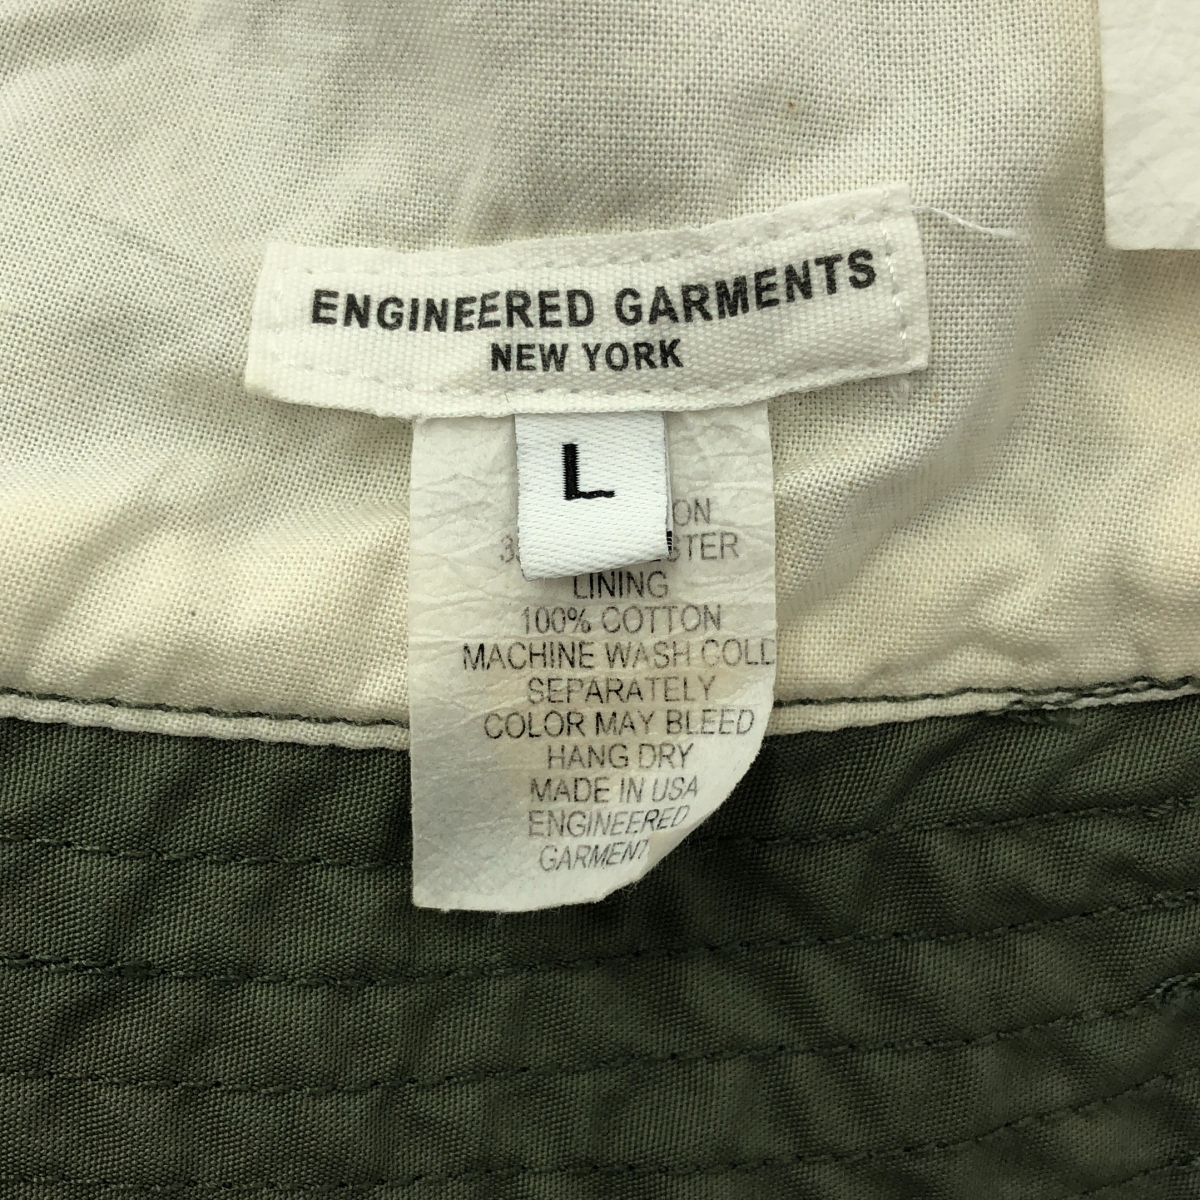 ENGINEERED GARMENTS
NEW YORK
L
LINING
100% COTTON
MACHINE WASH COLD
SEPARATELY
COLOR MAY BLEED
HANG DRY
MADE IN USA
ENGINEERED
GARMENT